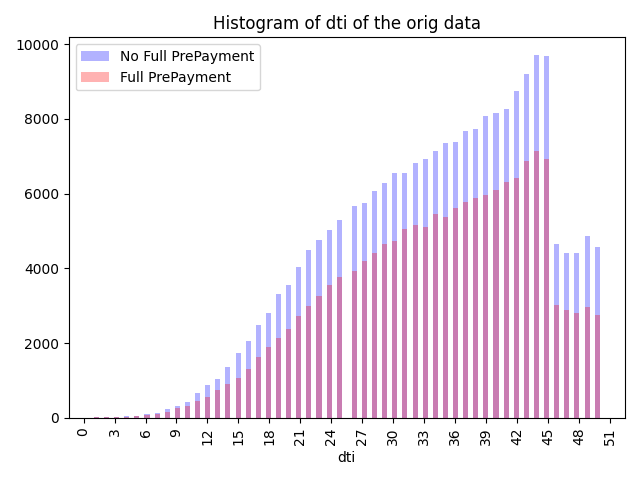 Histogram of dti of the orig data
No Full PrePayment
Full PrePayment
10000
8000
6000
4000
2000
0
0 3 6 9 12 15 18 21 24 27 30 33 36 39 42 45 48 51
dti